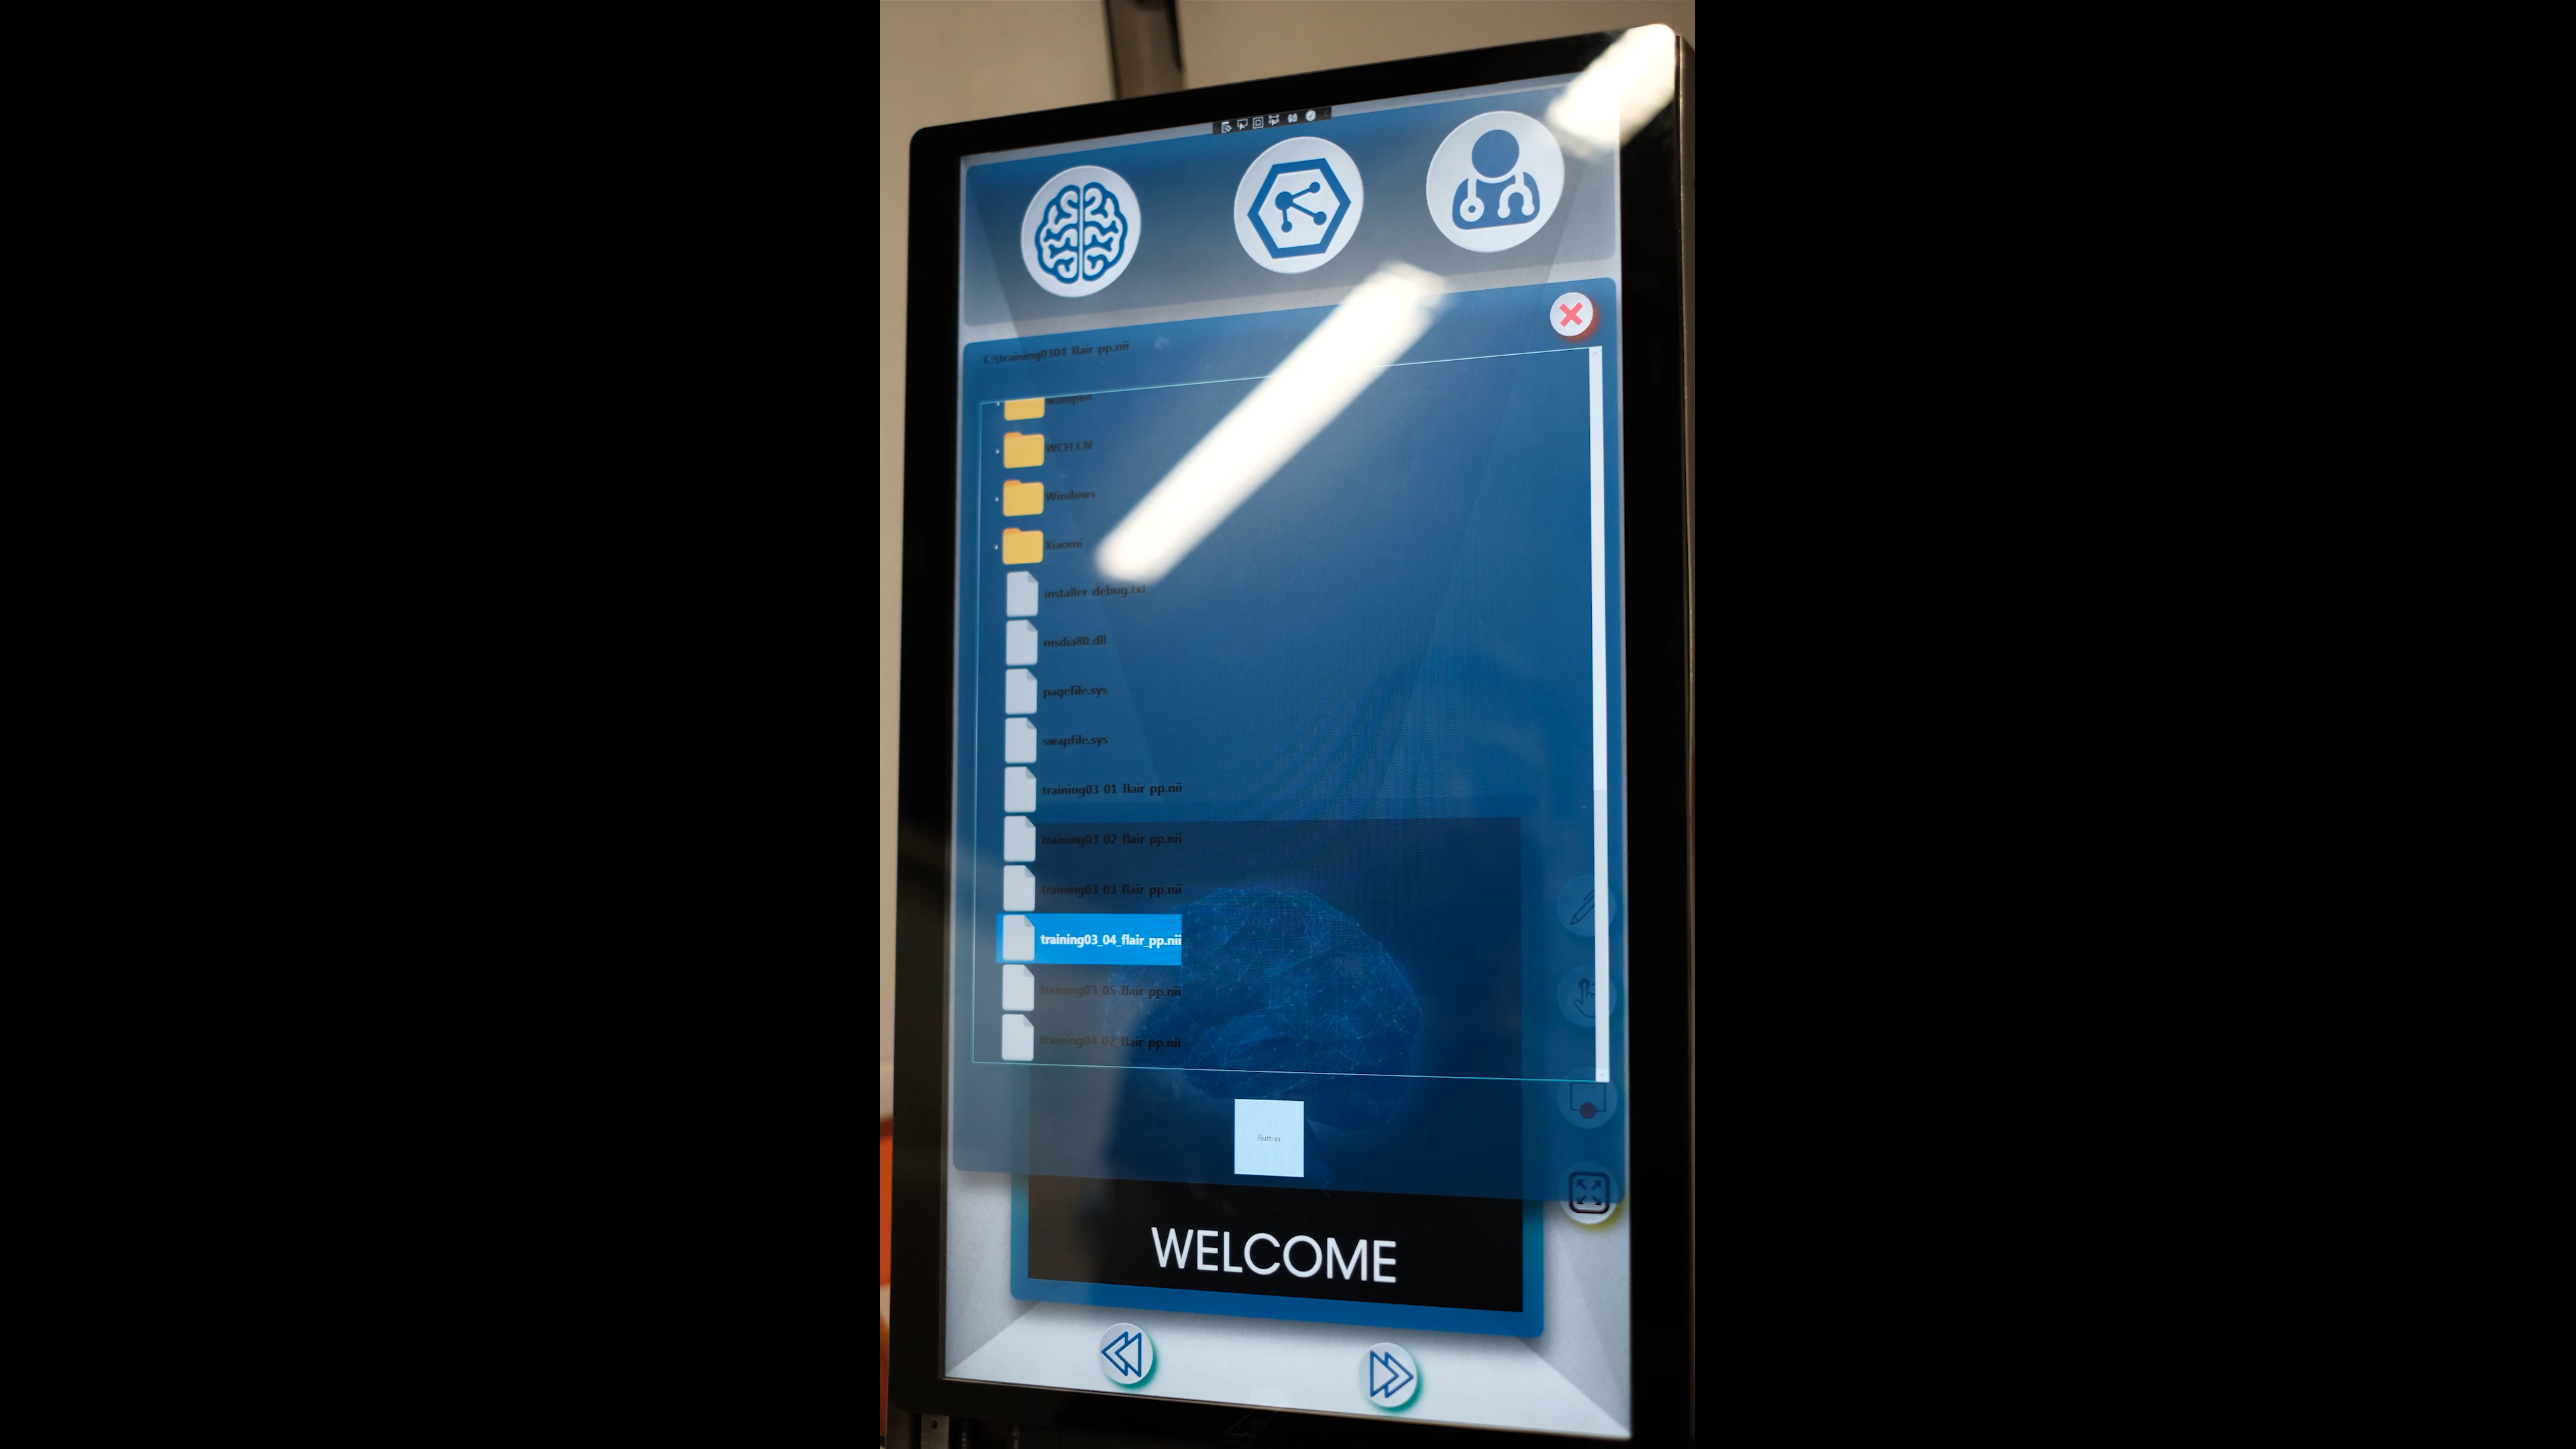 C:\training0304 flair pp.nii
wamp64
WCH.CN
Windows
Xiaomi
installer debug.txt
msdia80.dll
pagefile.sys
swapfile.sys
training03 01 flair pp.nii
training03 02 flair pp.nii
training03 03 flair pp.nii
training03_04_flair_pp.nii
training03 05 flair pp.nii
training04 02 flair pp.nii
Button
WELCOME